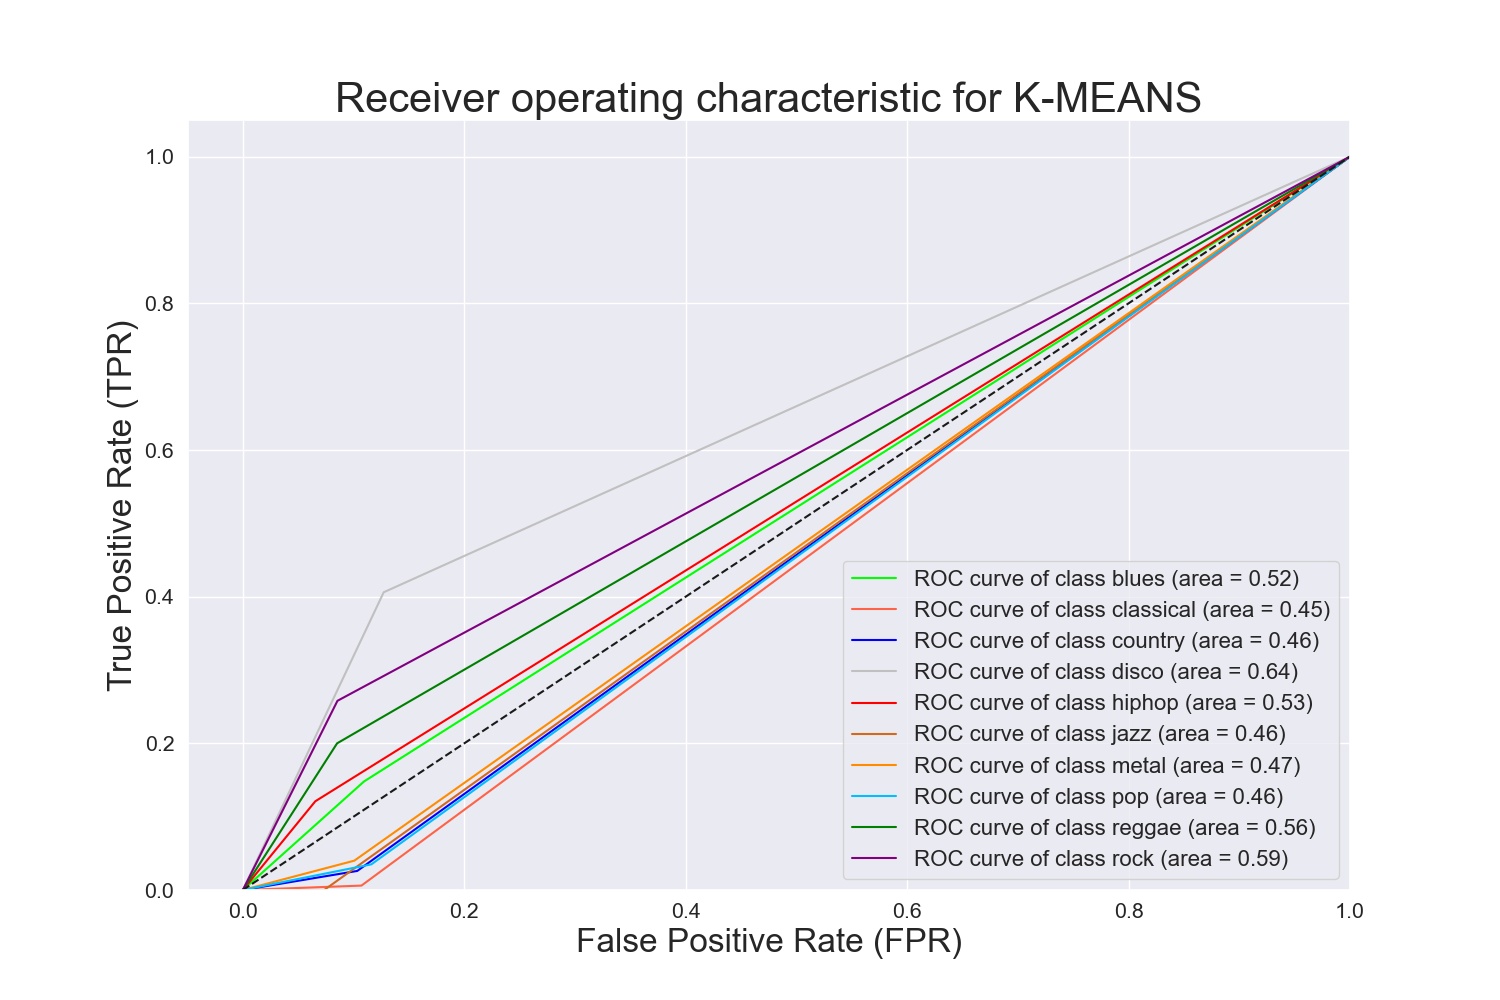 Receiver operating characteristic for K-MEANS
True Positive Rate (TPR)
1.0
0.8
0.6
0.4
0.2
0.0
ROC curve of class blues (area = 0.52)
ROC curve of class classical (area = 0.45)
ROC curve of class country (area = 0.46)
ROC curve of class disco (area = 0.64)
ROC curve of class hiphop (area = 0.53)
ROC curve of class jazz (area = 0.46)
ROC curve of class metal (area = 0.47)
ROC curve of class pop (area = 0.46)
ROC curve of class reggae (area = 0.56)
ROC curve of class rock (area = 0.59)
0.0 0.2 0.4 0.6 0.8 1.0
False Positive Rate (FPR)